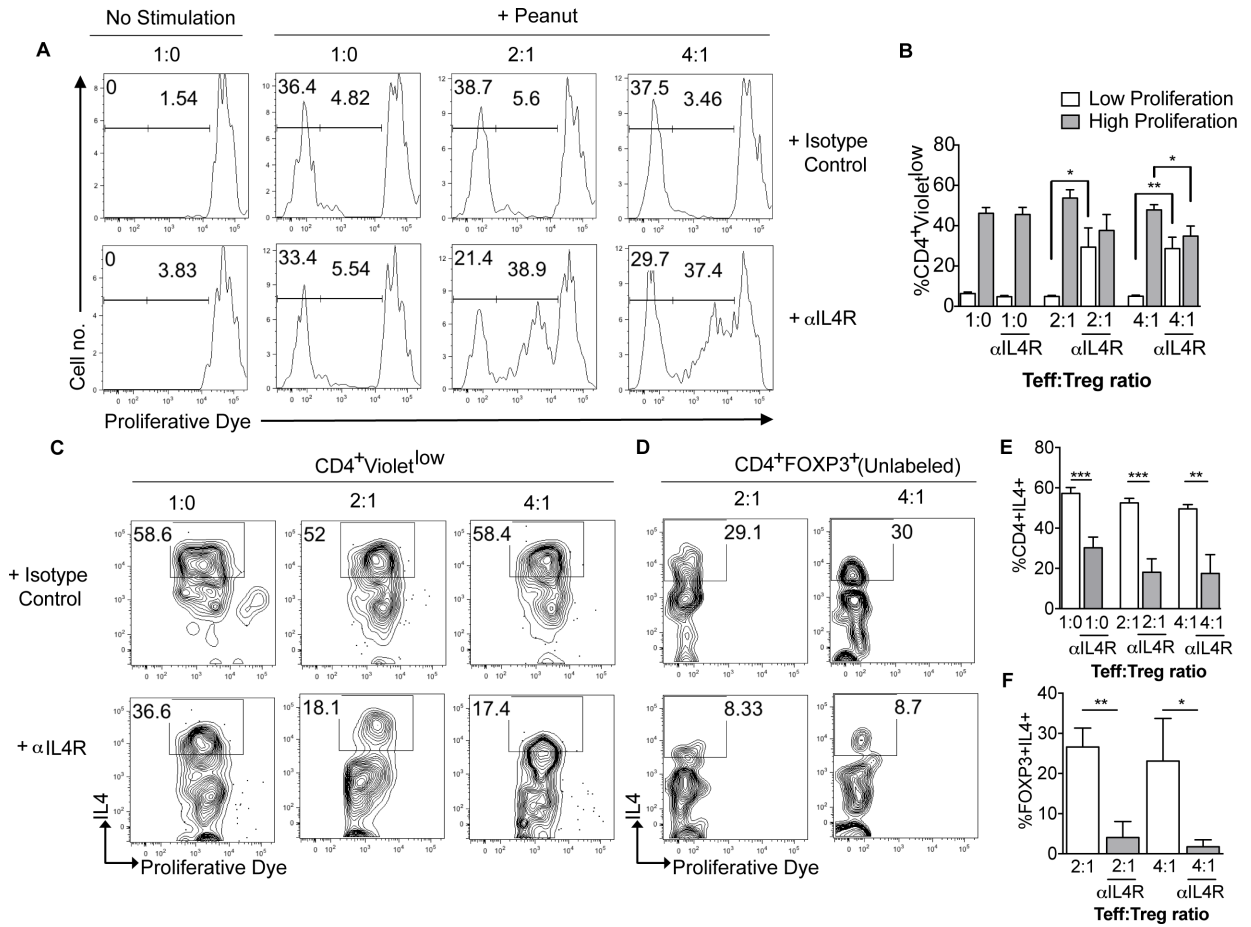 No Stimulation
+ Peanut
A
1:0
1:0
2:1
4:1
0
1.54
36.4
4.82
38.7
5.6
37.5
3.46
+ Isotype
Control
0
3.83
33.4
5.54
21.4
38.9
29.7
37.4
+ αIL4R
Cell no.
Proliferative Dye
B
Low Proliferation
High Proliferation
%CD4+Violetlow
80
60
40
20
0
*
**
*
1:0
1:0
2:1
2:1
4:1
4:1
αIL4R
αIL4R
αIL4R
Teff:Treg ratio
C
CD4+Violetlow
1:0
2:1
4:1
+ Isotype
Control
58.6
52
58.4
+ αIL4R
36.6
18.1
17.4
IL4
Proliferative Dye
D
CD4+FOXP3+(Unlabeled)
2:1
4:1
29.1
30
8.33
8.7
IL4
Proliferative Dye
E
%CD4+IL4+
80
60
40
20
0
***
***
**
1:0
1:0
2:1
2:1
4:1
4:1
αIL4R
αIL4R
αIL4R
Teff:Treg ratio
F
%FOXP3+IL4+
40
30
20
10
0
**
*
2:1
2:1
4:1
4:1
αIL4R
αIL4R
Teff:Treg ratio